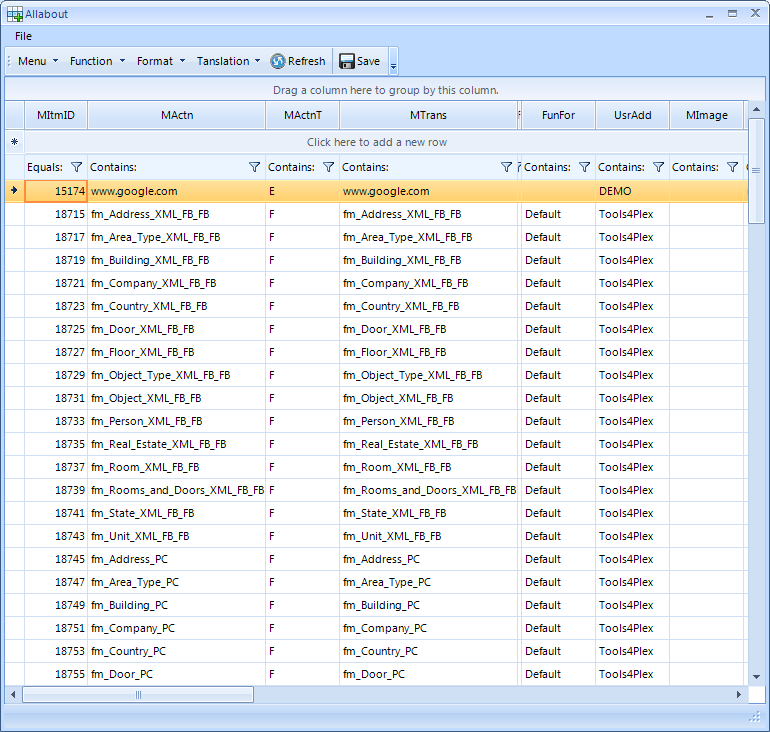 Allabout
File
Menu Function Format Translation Refresh Save
Drag a column here to group by this column.
MItmID MActn MActnT MTrans FunFor UsrAdd MImage
Click here to add a new row
Equals: Contains: Contains: Contains: Contains: Contains: Contains:
15174 www.google.com E www.google.com DEMO
18715 fm_Address_XML_FB_FB F fm_Address_XML_FB_FB Default Tools4Plex
18717 fm_Area_Type_XML_FB_FB F fm_Area_Type_XML_FB_FB Default Tools4Plex
18719 fm_Building_XML_FB_FB F fm_Building_XML_FB_FB Default Tools4Plex
18721 fm_Company_XML_FB_FB F fm_Company_XML_FB_FB Default Tools4Plex
18723 fm_Country_XML_FB_FB F fm_Country_XML_FB_FB Default Tools4Plex
18725 fm_Door_XML_FB_FB F fm_Door_XML_FB_FB Default Tools4Plex
18727 fm_Floor_XML_FB_FB F fm_Floor_XML_FB_FB Default Tools4Plex
18729 fm_Object_Type_XML_FB_FB F fm_Object_Type_XML_FB_FB Default Tools4Plex
18731 fm_Object_XML_FB_FB F fm_Object_XML_FB_FB Default Tools4Plex
18733 fm_Person_XML_FB_FB F fm_Person_XML_FB_FB Default Tools4Plex
18735 fm_Real_Estate_XML_FB_FB F fm_Real_Estate_XML_FB_FB Default Tools4Plex
18737 fm_Room_XML_FB_FB F fm_Room_XML_FB_FB Default Tools4Plex
18739 fm_Rooms_and_Doors_XML_FB_FB F fm_Rooms_and_Doors_XML_FB_FB Default Tools4Plex
18741 fm_State_XML_FB_FB F fm_State_XML_FB_FB Default Tools4Plex
18743 fm_Unit_XML_FB_FB F fm_Unit_XML_FB_FB Default Tools4Plex
18745 fm_Address_PC F fm_Address_PC Default Tools4Plex
18747 fm_Area_Type_PC F fm_Area_Type_PC Default Tools4Plex
18749 fm_Building_PC F fm_Building_PC Default Tools4Plex
18751 fm_Company_PC F fm_Company_PC Default Tools4Plex
18753 fm_Country_PC F fm_Country_PC Default Tools4Plex
18755 fm_Door_PC F fm_Door_PC Default Tools4Plex